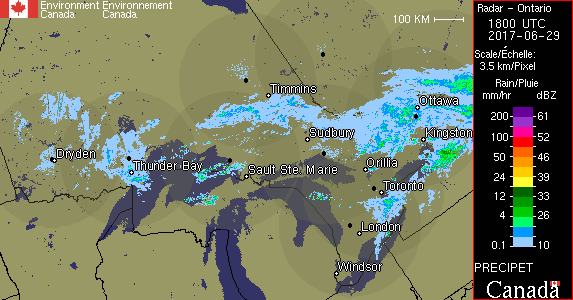 Environment Environnement
Canada Canada
100 KM
Timmins
Ottawa
Sudbury
Kingston
Dryden
Thunder Bay
Sault Ste. Marie
Orillia
Toronto
London
Windsor
Radar - Ontario
1800 UTC
2017-06-29
Scale/Échelle:
3.5 km/Pixel
Rain/Pluie
mm/hr dBZ
200 61
100 52
50 46
24 39
12 33
4 26
0.1 10
PRECIPET
Canada